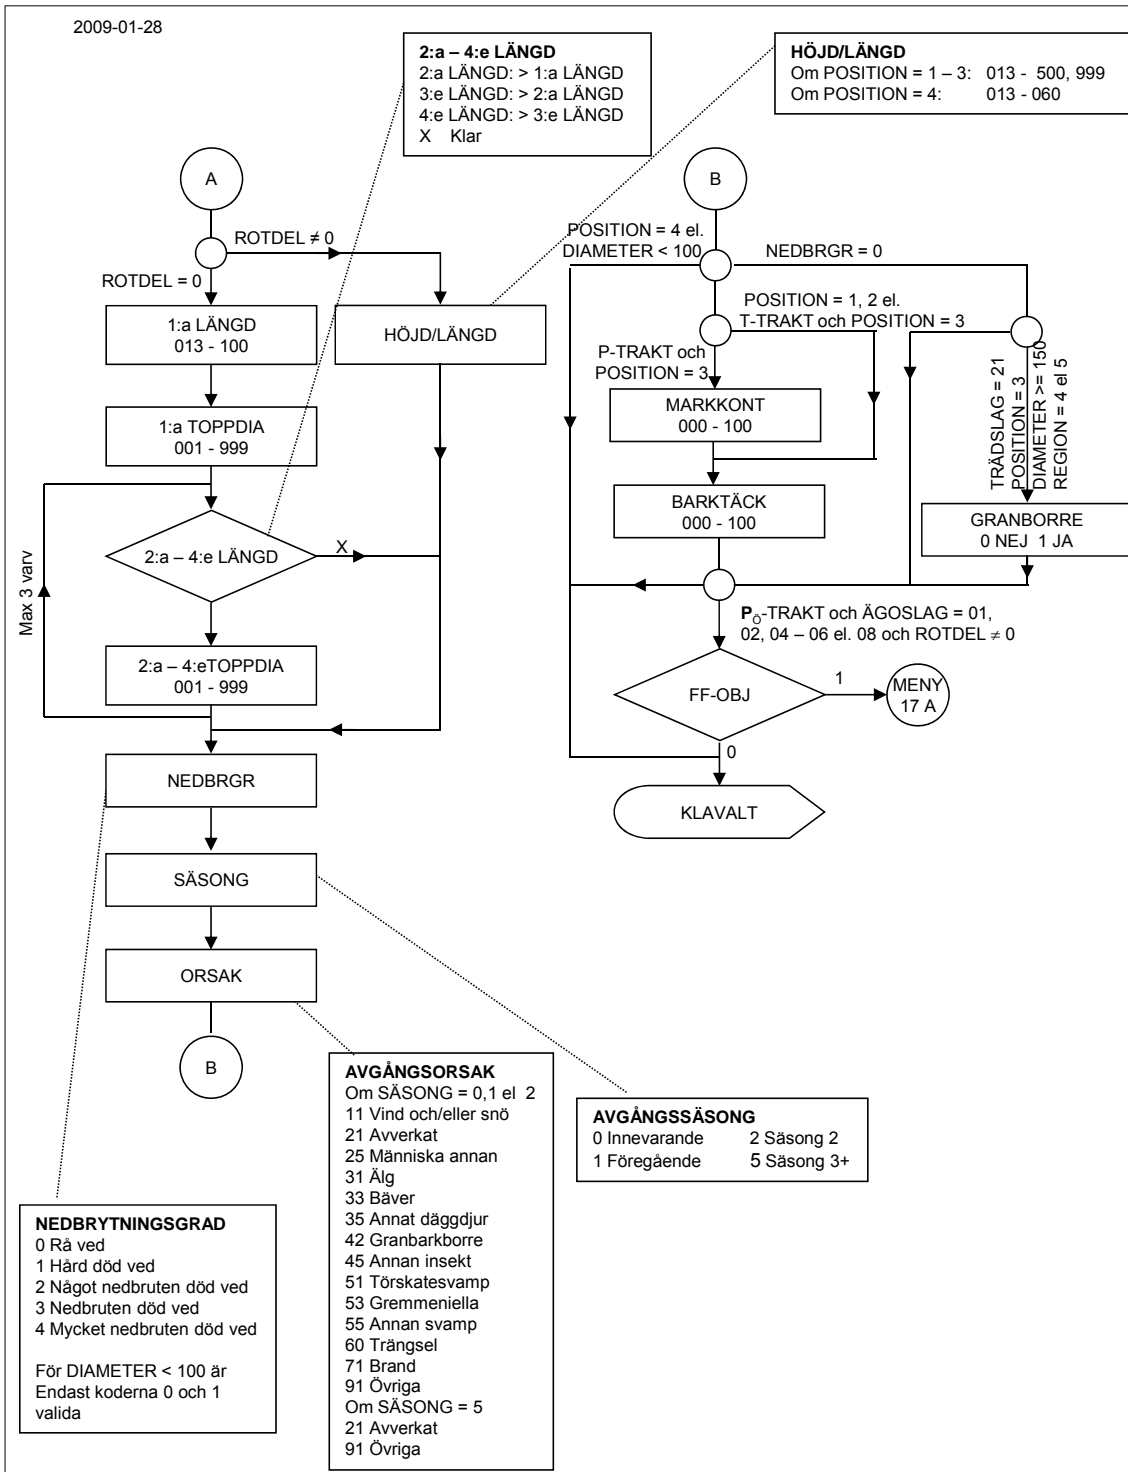 2009-01-28
2:a – 4:e LÄNGD
2:a LÄNGD: > 1:a LÄNGD
3:e LÄNGD: > 2:a LÄNGD
4:e LÄNGD: > 3:e LÄNGD
X Klar
HÖJD/LÄNGD
Om POSITION = 1 – 3: 013 - 500, 999
Om POSITION = 4: 013 - 060
A
ROTDEL ≠ 0
ROTDEL = 0
1:a LÄNGD
013 - 100
HÖJD/LÄNGD
1:a TOPPDIA
001 - 999
2:a – 4:e LÄNGD
X
Max 3 varv
2:a – 4:eTOPPDIA
001 - 999
NEDBRGR
SÄSONG
ORSAK
B
B
POSITION = 4 el.
DIAMETER < 100
NEDBRGR = 0
POSITION = 1, 2 el.
T-TRAKT och POSITION = 3
P-TRAKT och
POSITION = 3
MARKKONT
000 - 100
BARKTÄCK
000 - 100
TRÄDSLAG = 21
POSITION = 3
DIAMETER >= 150
REGION = 4 el 5
GRANBORRE
0 NEJ 1 JA
PÖ-TRAKT och ÄGOSLAG = 01,
02, 04 – 06 el. 08 och ROTDEL ≠ 0
FF-OBJ
1
MENY
17 A
0
KLAVALT
NEDBRYTNINGSGRAD
0 Rå ved
1 Hård död ved
2 Något nedbruten död ved
3 Nedbruten död ved
4 Mycket nedbruten död ved
För DIAMETER < 100 är
Endast koderna 0 och 1
valida
AVGÅNGSORSAK
Om SÄSONG = 0,1 el 2
11 Vind och/eller snö
21 Avverkat
25 Människa annan
31 Älg
33 Bäver
35 Annat däggdjur
42 Granbarkborre
45 Annan insekt
51 Törskatesvamp
53 Gremmeniella
55 Annan svamp
60 Trängsel
71 Brand
91 Övriga
Om SÄSONG = 5
21 Avverkat
91 Övriga
AVGÅNGSSÄSONG
0 Innevarande 2 Säsong 2
1 Föregående 5 Säsong 3+